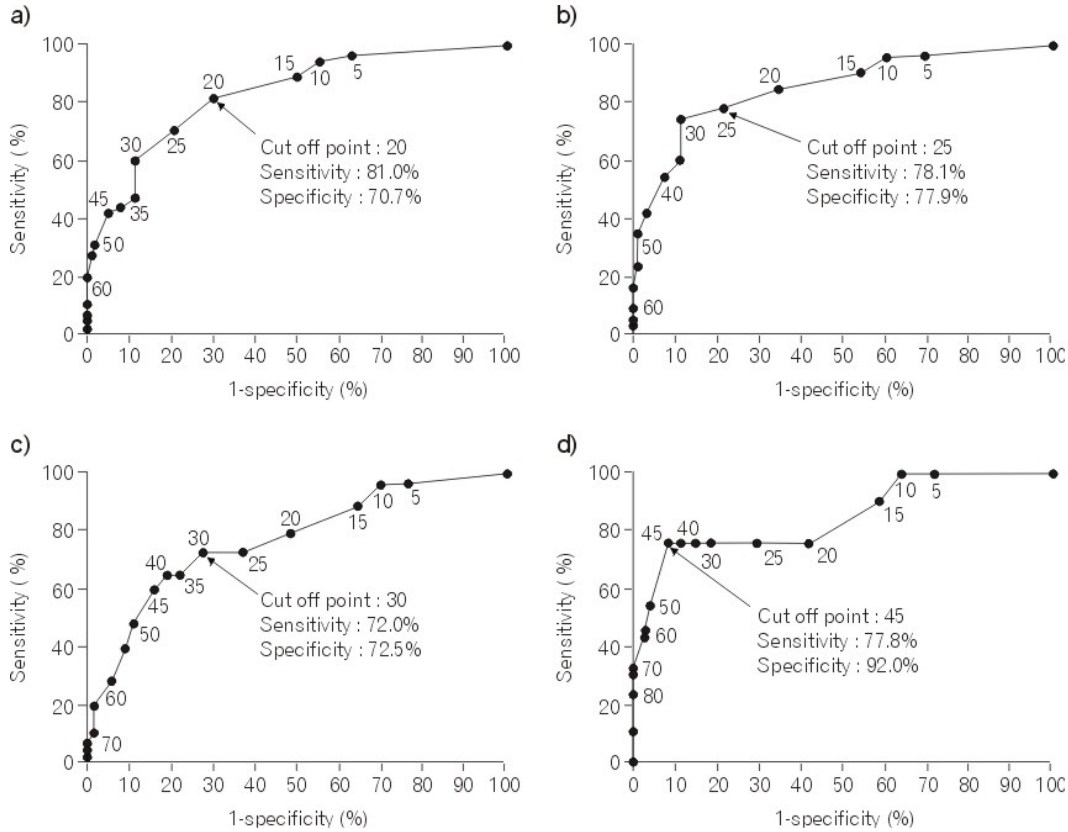 a)
100
80
60
40
20
0
Sensitivity (%)
0 10 20 30 40 50 60 70 80 90 100
1-specificity (%)
5
10
15
20
25
30
35
45
50
60
Cut off point : 20
Sensitivity : 81.0%
Specificity : 70.7%
b)
100
80
60
40
20
0
Sensitivity (%)
0 10 20 30 40 50 60 70 80 90 100
1-specificity (%)
5
10
15
20
25
30
40
50
60
Cut off point : 25
Sensitivity : 78.1%
Specificity : 77.9%
c)
100
80
60
40
20
0
Sensitivity (%)
0 10 20 30 40 50 60 70 80 90 100
1-specificity (%)
5
10
15
20
25
30
35
40
45
50
60
70
Cut off point : 30
Sensitivity : 72.0%
Specificity : 72.5%
d)
100
80
60
40
20
0
Sensitivity (%)
0 10 20 30 40 50 60 70 80 90 100
1-specificity (%)
5
10
15
20
25
30
40
45
50
60
70
80
Cut off point : 45
Sensitivity : 77.8%
Specificity : 92.0%